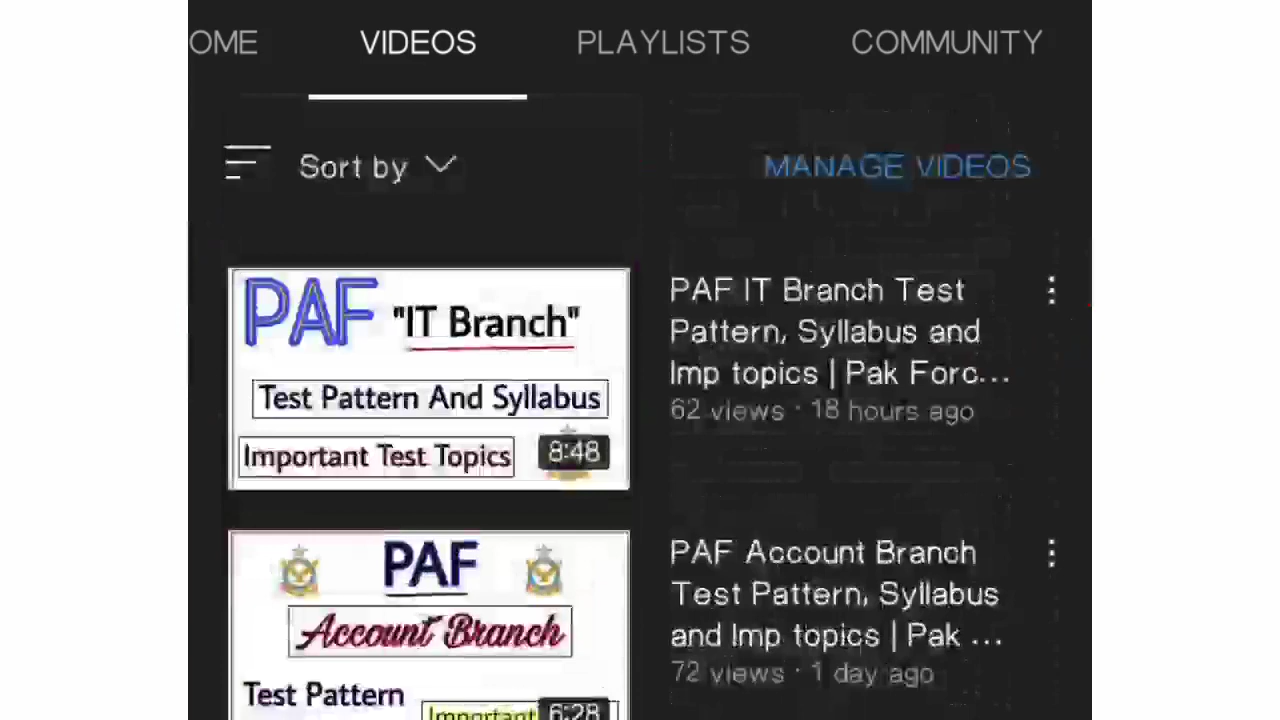 OME VIDEOS PLAYLISTS COMMUNITY
Sort by MANAGE VIDEOS
PAF "IT Branch"
Test Pattern And Syllabus
Important Test Topics
8:48
PAF IT Branch Test
Pattern, Syllabus and
Imp topics | Pak Forc...
62 views · 18 hours ago
PAF
Account Branch
Test Pattern
Important
6:28
PAF Account Branch
Test Pattern, Syllabus
and Imp topics | Pak ...
72 views · 1 day ago